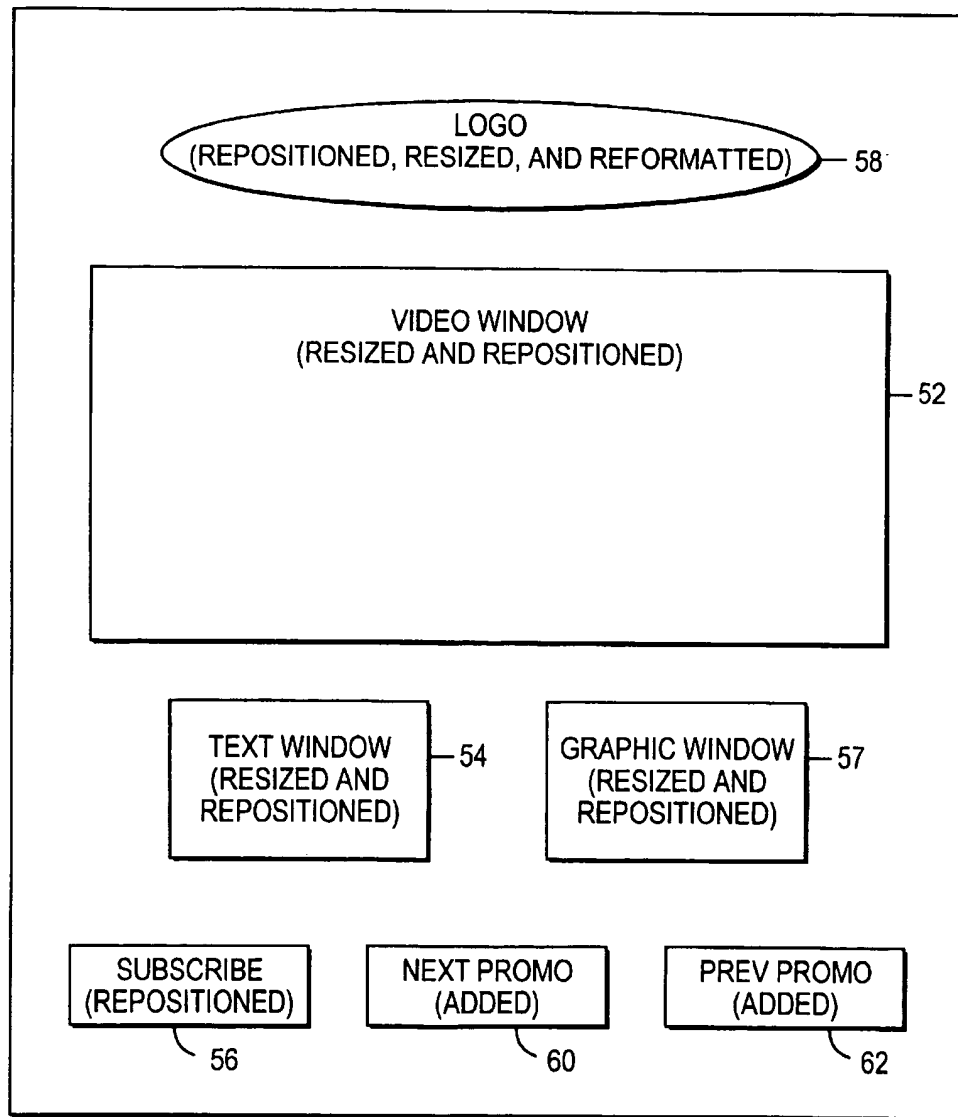 LOGO
(REPOSITIONED, RESIZED, AND REFORMATTED)
58
VIDEO WINDOW
(RESIZED AND REPOSITIONED)
52
TEXT WINDOW
(RESIZED AND
REPOSITIONED)
54
GRAPHIC WINDOW
(RESIZED AND
REPOSITIONED)
57
SUBSCRIBE
(REPOSITIONED)
56
NEXT PROMO
(ADDED)
60
PREV PROMO
(ADDED)
62